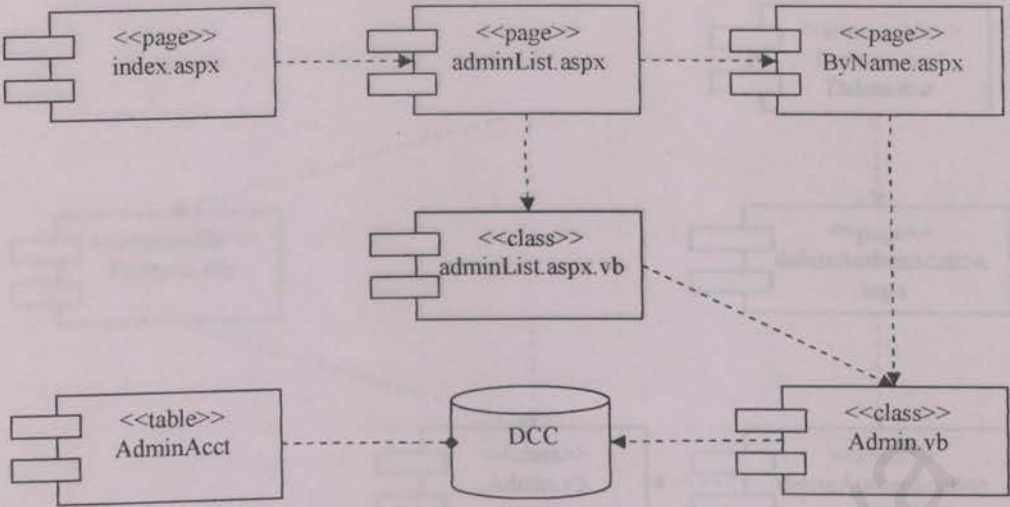 <<page>>
index.aspx
<<page>>
adminList.aspx
<<page>>
ByName.aspx
<<class>>
adminList.aspx.vb
<<table>>
AdminAcct
DCC
<<class>>
Admin.vb